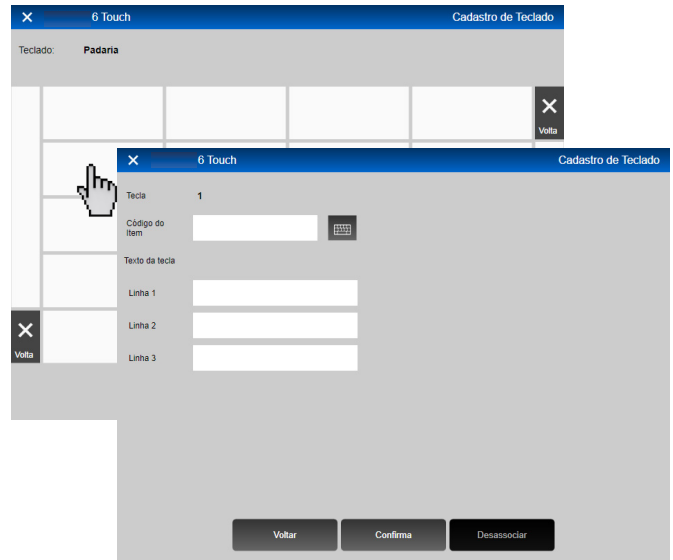 6 Touch Cadastro de Teclado
Teclado: Padaria
Volta
6 Touch Cadastro de Teclado
Tecla 1
Código do
Item
Texto da tecla
Linha 1
Linha 2
Linha 3
Volta
Voltar Confirma Desassociar